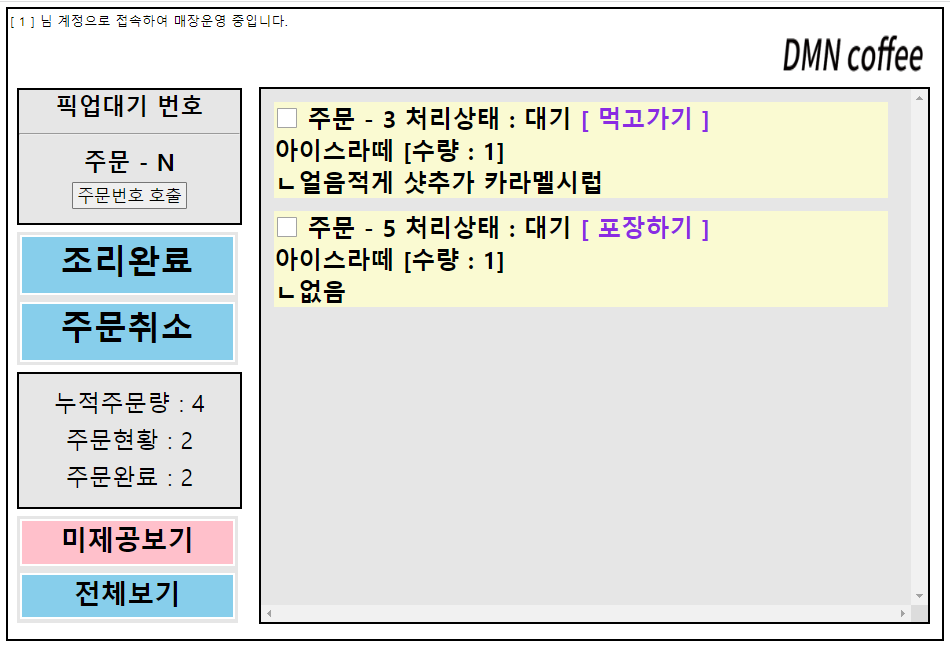 [ 1 ] 님 계정으로 접속하여 매장운영 중입니다.
DMN coffee
픽업대기 번호
주문 - N
주문번호 호출
조리완료
주문취소
누적주문량 : 4
주문현황 : 2
주문완료 : 2
미제공보기
전체보기
주문 - 3 처리상태 : 대기 [ 먹고가기 ]
아이스라떼 [수량 : 1]
ㄴ얼음적게 샷추가 카라멜시럽
주문 - 5 처리상태 : 대기 [ 포장하기 ]
아이스라떼 [수량 : 1]
ㄴ없음